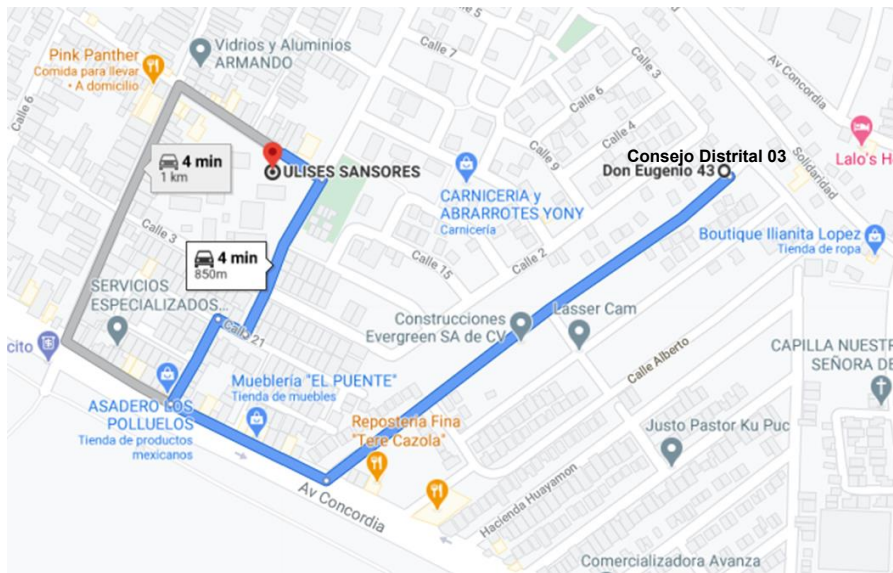 Calle 5
Vidrios y Aluminios
ARMANDO
Pink Panther
Comida para llevar
• A domicilio
Calle 7
Calle 3
Av Concordia
Calle 6
Calle 6
Calle 4
4 min
1 km
ULISES SANSORES
Consejo Distrital 03
Don Eugenio 43
Lalo's H
Solidaridad
Calle 9
CARNICERIA y
ABRARROTES YONY
Carnicería
Calle 3
4 min
850m
Boutique Ilianita Lopez
Tienda de ropa
Calle 15
Calle 2
SERVICIOS
ESPECIALIZADOS...
Calle 21
Construcciones
Evergreen SA de CV
Lasser Cam
cito
Calle Alberto
CAPILLA NUESTR
SEÑORA DE
Mueblería "EL PUENTE"
Tienda de muebles
ASADERO LOS
POLLUELOS
Tienda de productos
mexicanos
Repostería Fina
"Tere Cazola"
Justo Pastor Ku Puc
Av Concordia
Hacienda Huayamon
Comercializadora Avanza